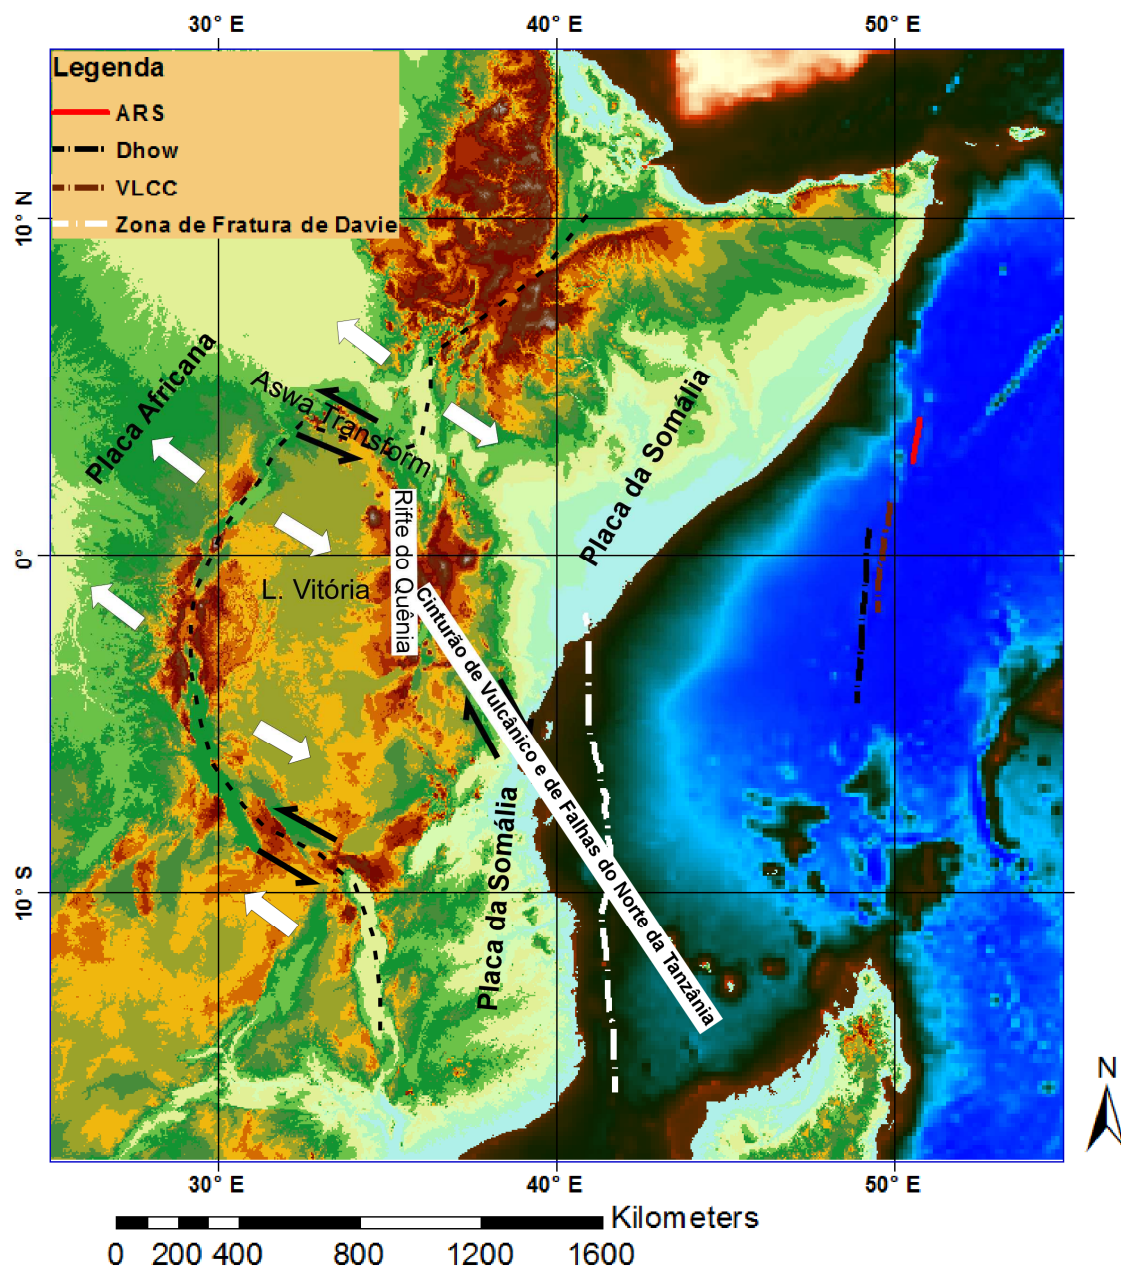 30° E
40° E
50° E
Legenda
ARS
Dhow
VLCC
Zona de Fratura de Davie
10° N
0°
10° S
Placa Africana
Aswa Transform
Placa da Somália
Rifte do Quênia
L. Vitória
Cinturão de Vulcânico e de Falhas do Norte da Tanzânia
Placa da Somália
30° E
40° E
50° E
N
Kilometers
0 200 400 800 1200 1600